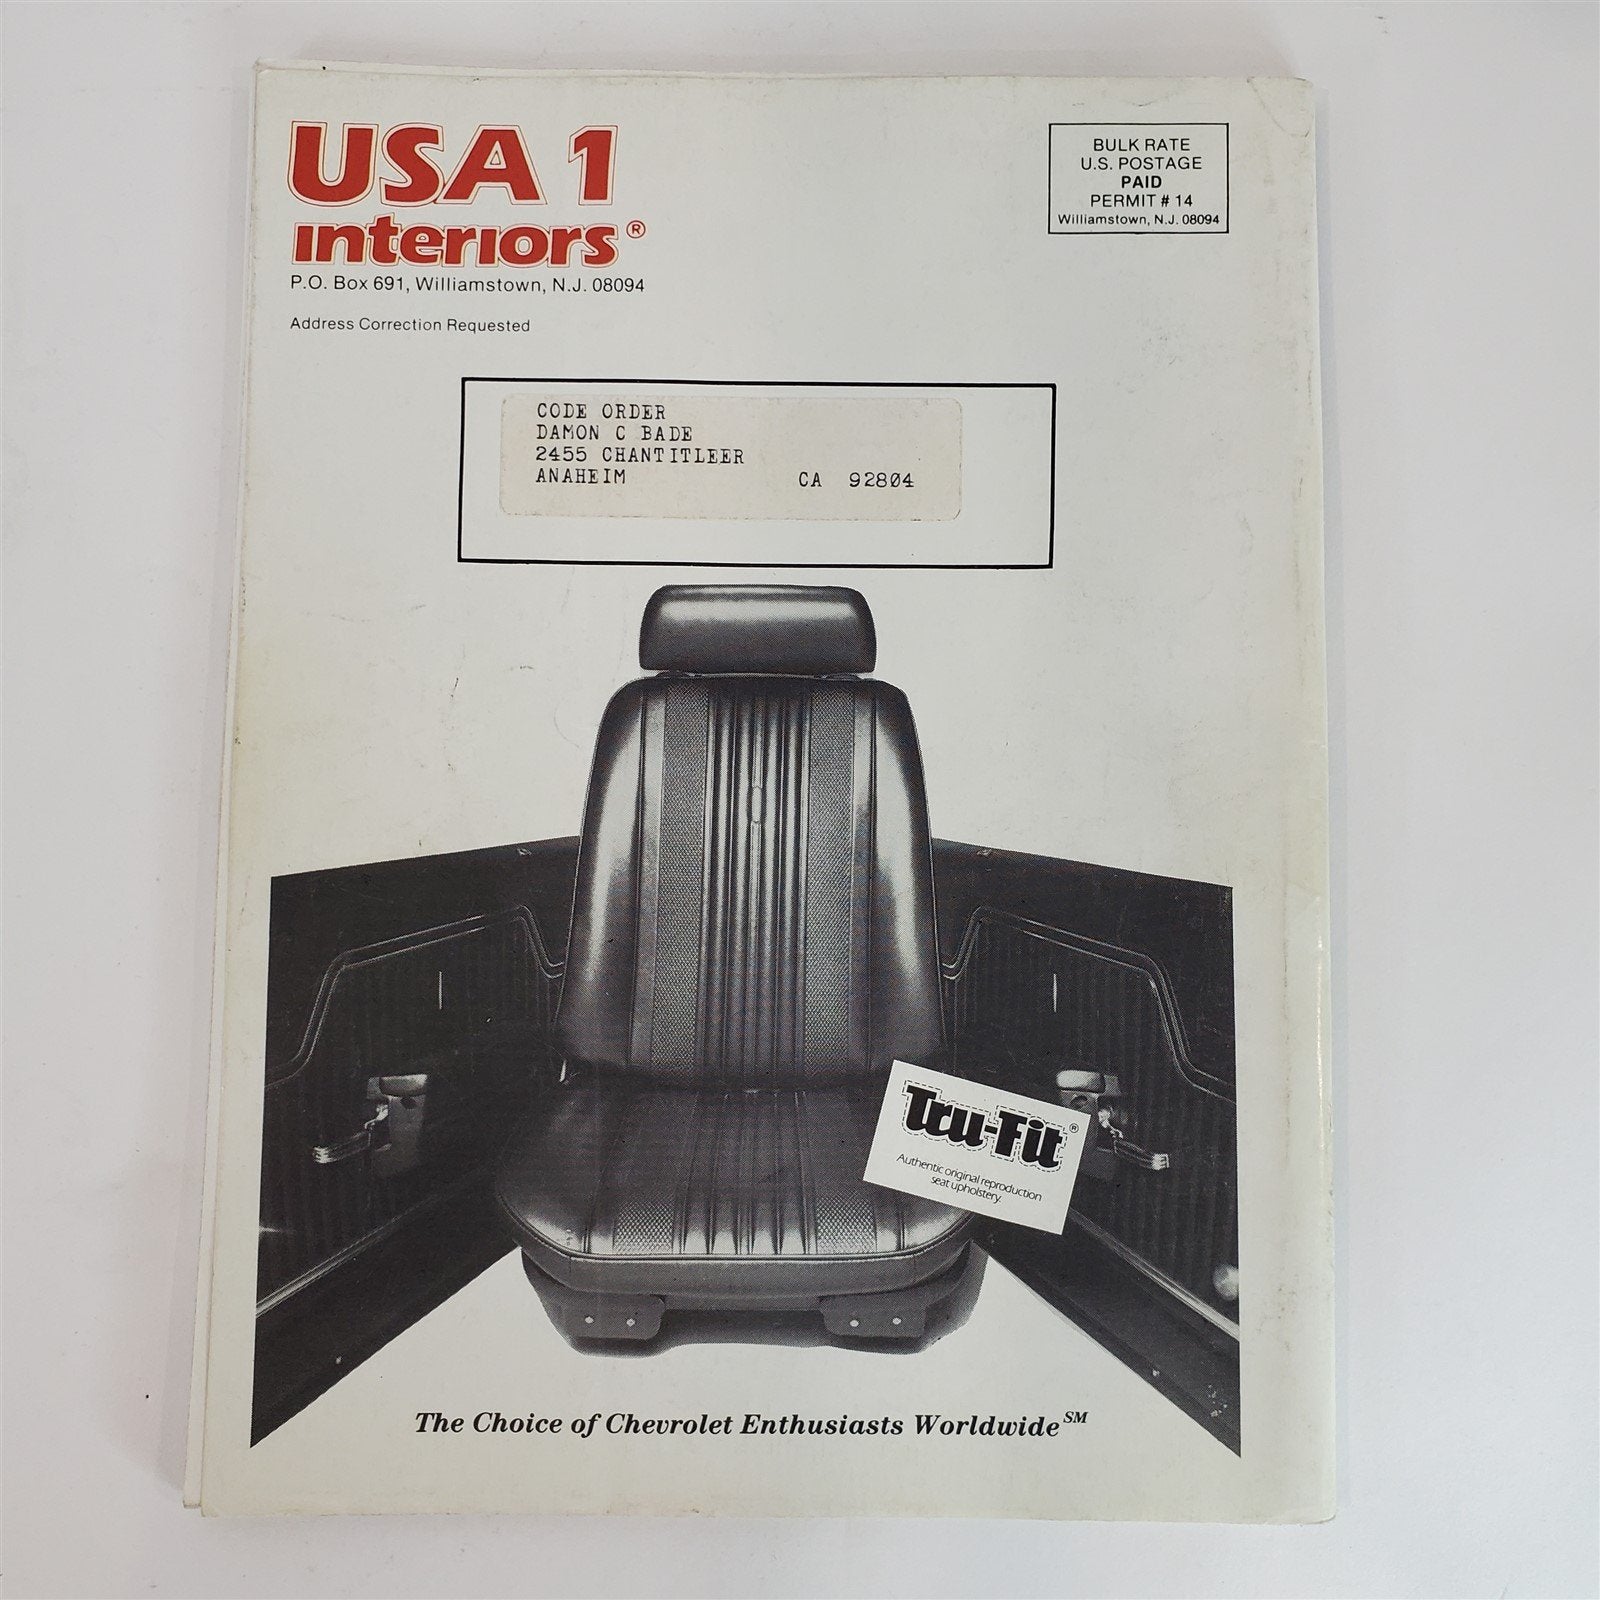 USA 1
interiors®
P.O. Box 691, Williamstown, N.J. 08094
Address Correction Requested
BULK RATE
U.S. POSTAGE
PAID
PERMIT # 14
Williamstown, N.J. 08094
CODE ORDER
DAMON C BADE
2455 CHANTITLEER
ANAHEIM CA 92804
Tru-Fit®
Authentic original reproduction
seat upholstery.
The Choice of Chevrolet Enthusiasts Worldwide SM